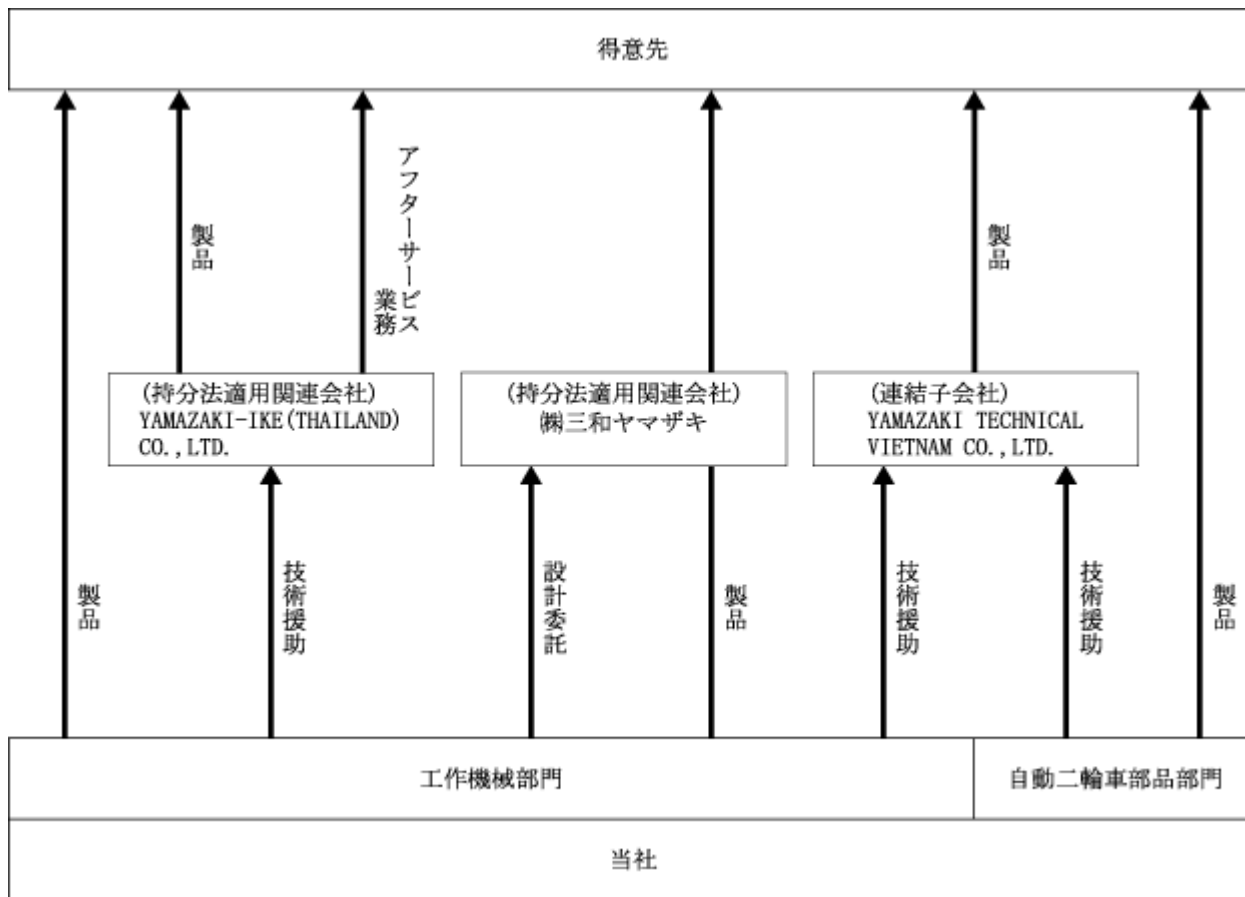 得意先
製品
アフターサービス
業務
製品
(持分法適用関連会社)
YAMAZAKI-IKE(THAILAND)
CO.,LTD.
(持分法適用関連会社)
㈱三和ヤマザキ
(連結子会社)
YAMAZAKI TECHNICAL
VIETNAM CO.,LTD.
製品
技術援助
設計委託
製品
技術援助
技術援助
製品
工作機械部門
自動二輪車部品部門
当社